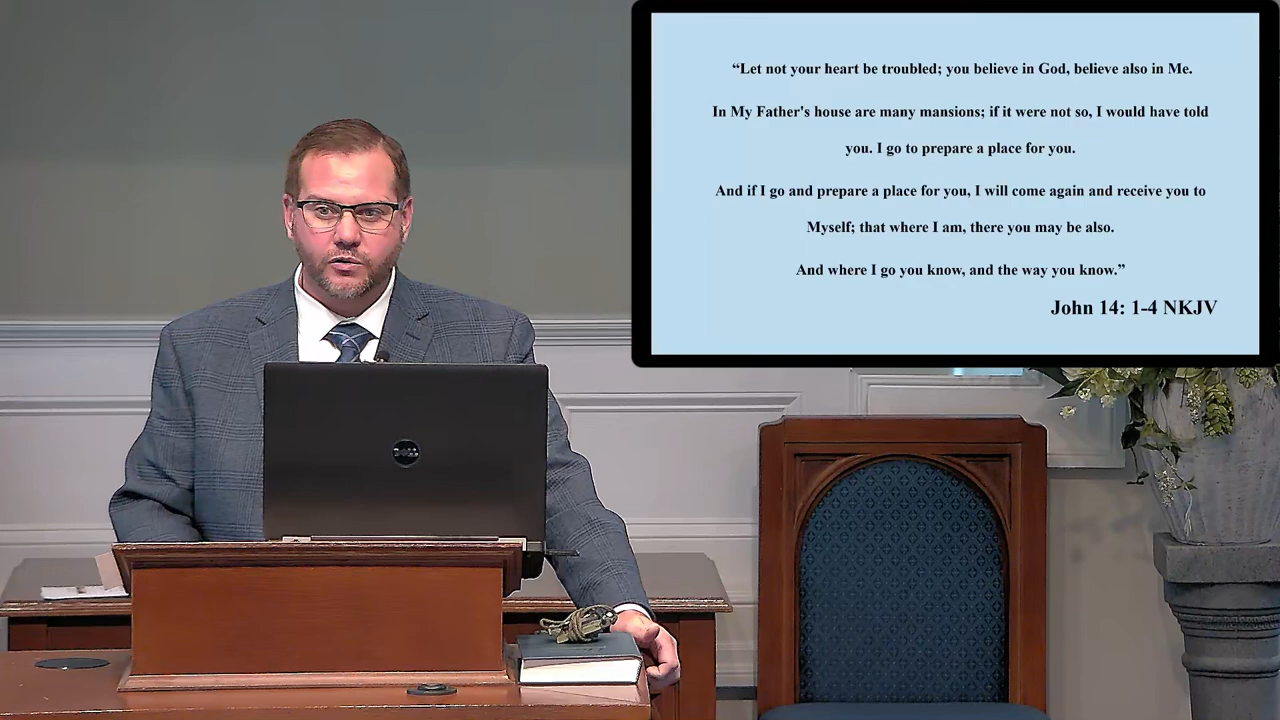 “Let not your heart be troubled; you believe in God, believe also in Me.
In My Father's house are many mansions; if it were not so, I would have told
you. I go to prepare a place for you.
And if I go and prepare a place for you, I will come again and receive you to
Myself; that where I am, there you may be also.
And where I go you know, and the way you know.”
John 14: 1-4 NKJV
DELL